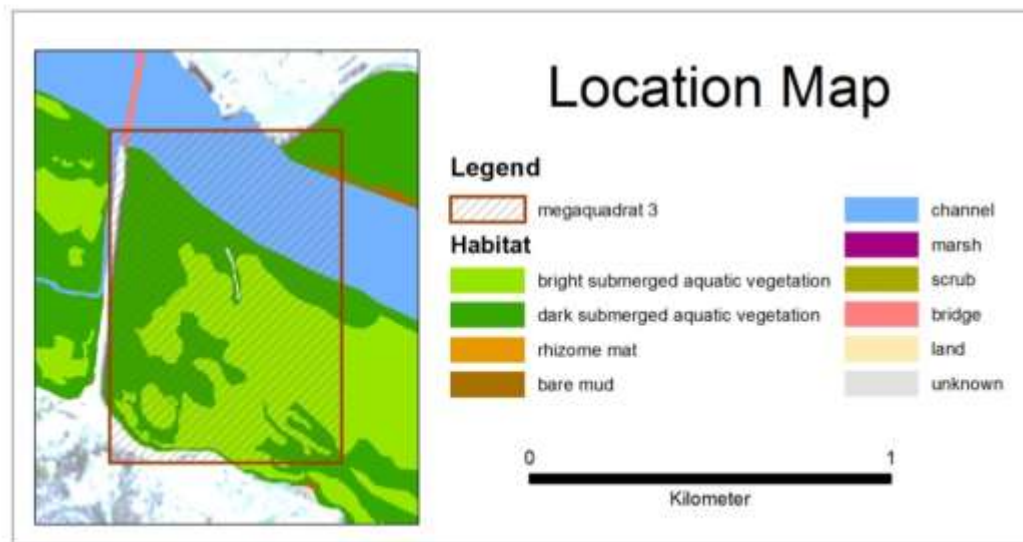 Location Map
Legend
megaquadrat 3
Habitat
bright submerged aquatic vegetation
dark submerged aquatic vegetation
rhizome mat
bare mud
channel
marsh
scrub
bridge
land
unknown
0 1
Kilometer